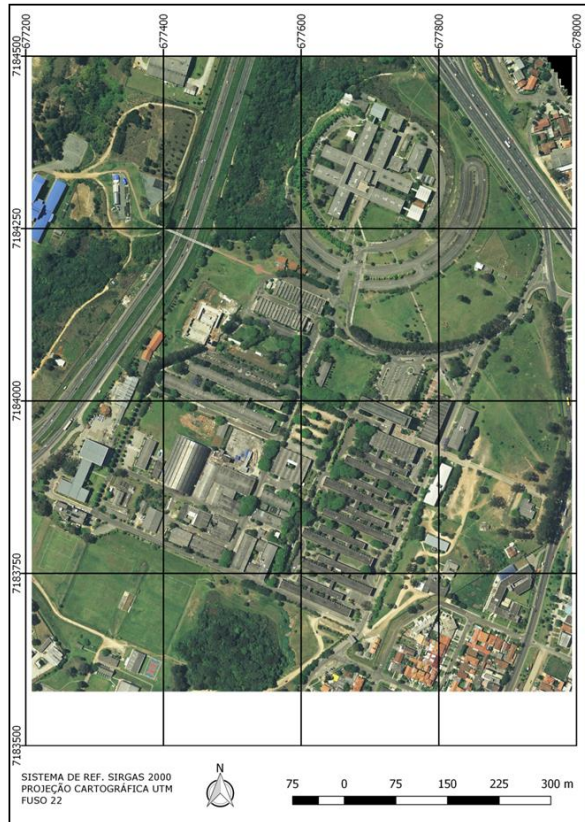 677200
677400
677600
677800
678000
7184500
7184250
7184000
7183750
7183500
SISTEMA DE REF. SIRGAS 2000
PROJEÇÃO CARTOGRÁFICA UTM
FUSO 22
N
75 0 75 150 225 300 m